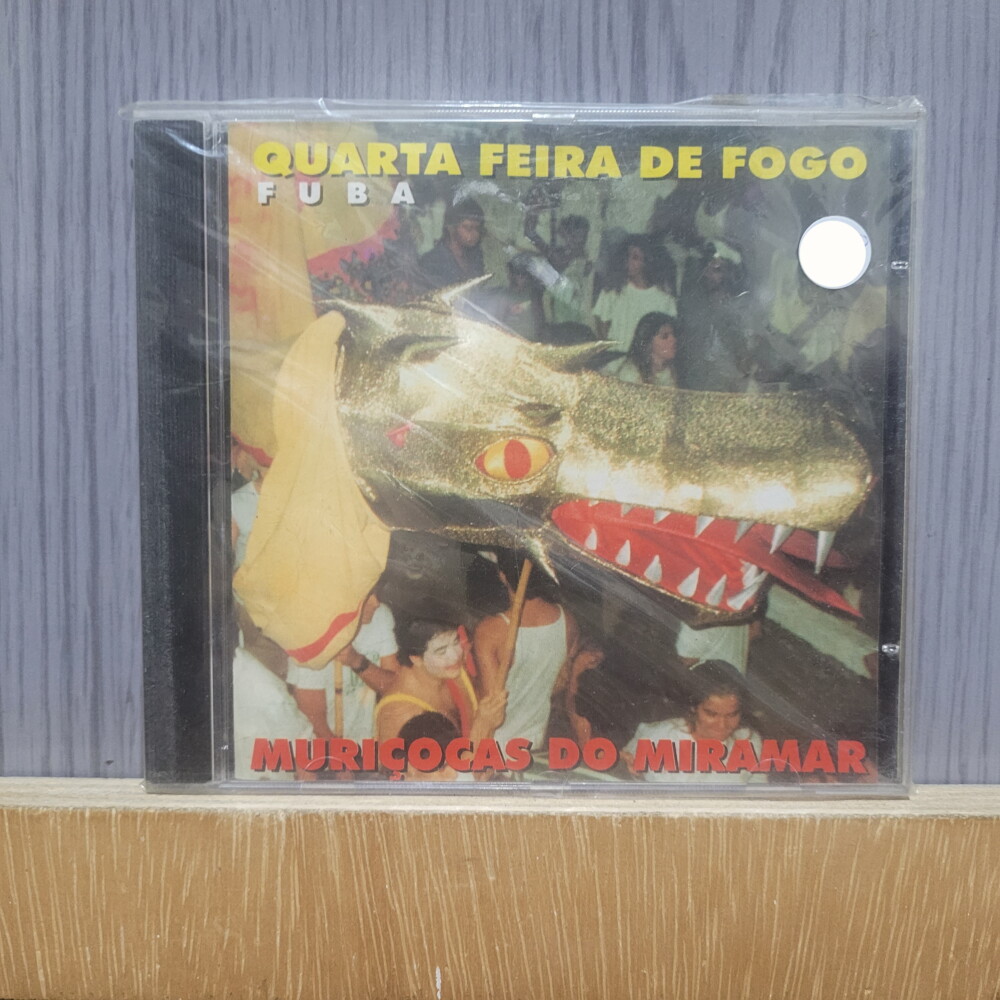 QUARTA FEIRA DE FOGO
FUBA
MURIÇOCAS DO MIRAMAR